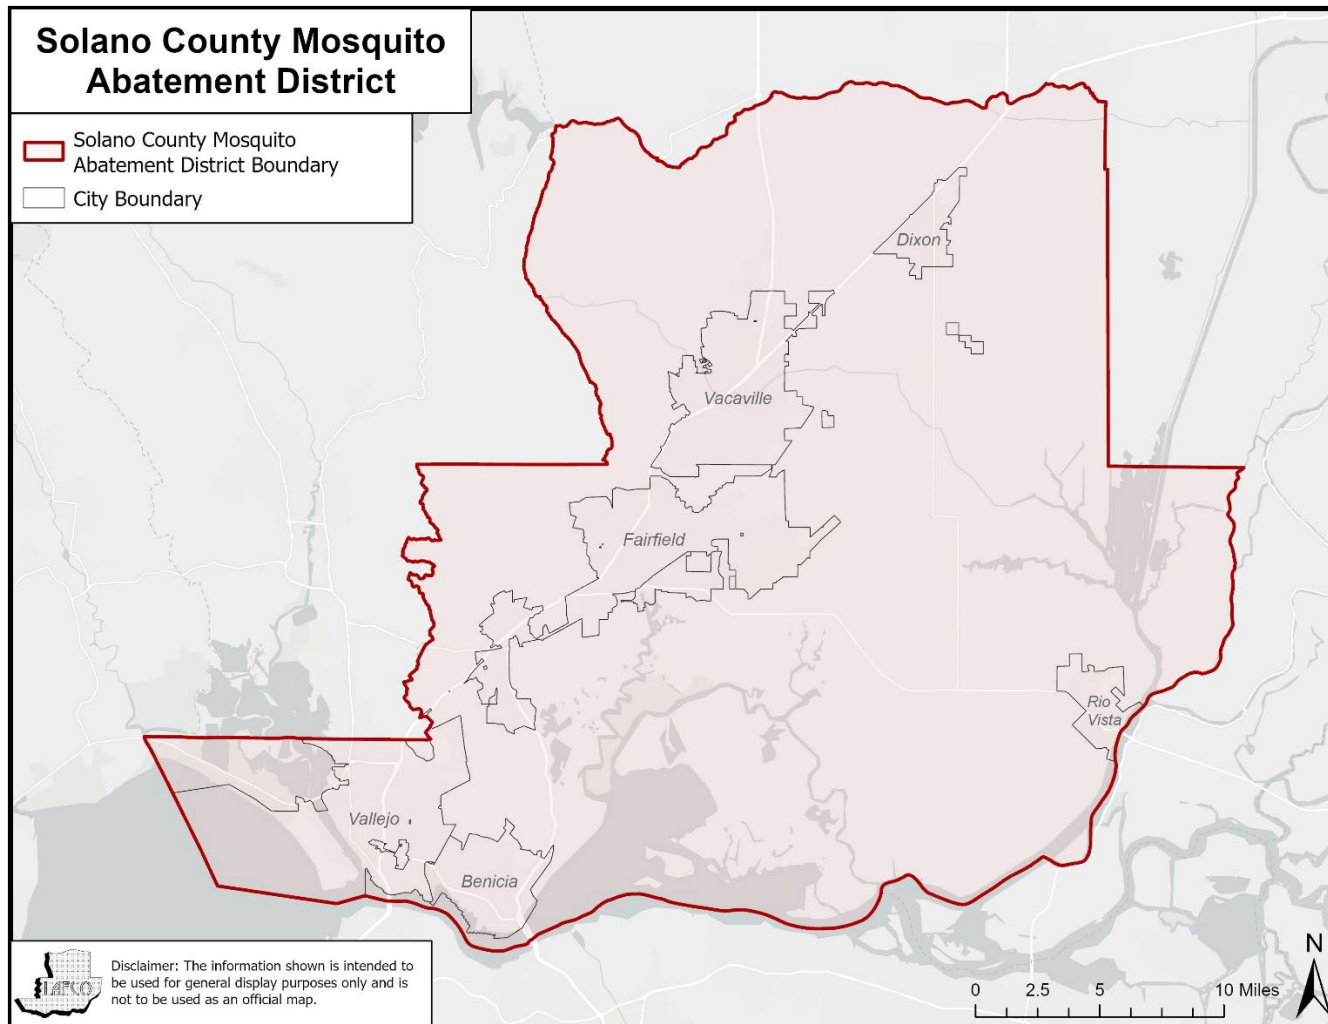 Solano County Mosquito
Abatement District
Solano County Mosquito
Abatement District Boundary
City Boundary
Dixon
Vacaville
Fairfield
Rio
Vista
Vallejo
Benicia
LAFCO
Disclaimer: The information shown is intended to
be used for general display purposes only and is
not to be used as an official map.
N
0 2.5 5 10 Miles